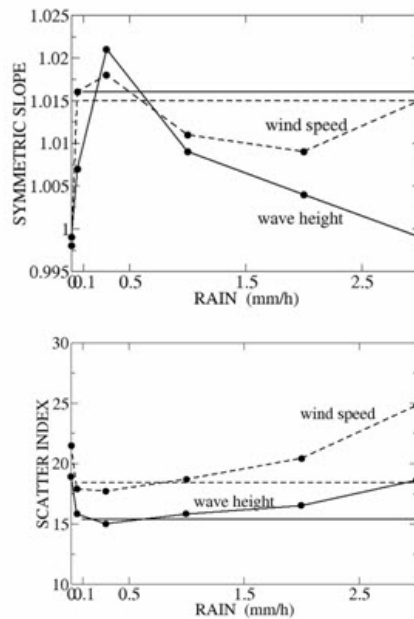 1.025
1.02
1.015
1.01
1.005
1
0.995
SYMMETRIC SLOPE
wind speed
wave height
0 0.1 0.5 1.5 2.5
RAIN (mm/h)
30
25
20
15
10
SCATTER INDEX
wind speed
wave height
0 0.1 0.5 1.5 2.5
RAIN (mm/h)